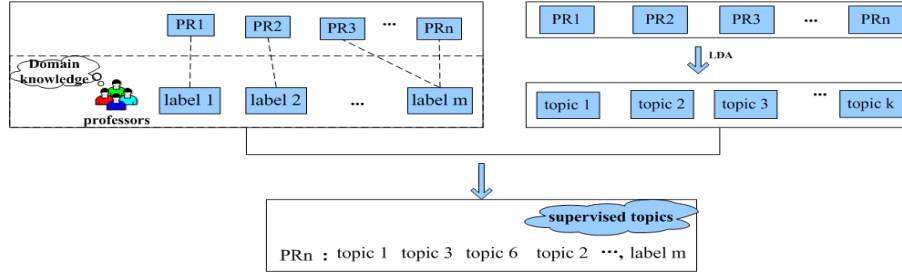 PR1 PR2 PR3 ... PRn
Domain
knowledge
professors
label 1 label 2 ... label m
PR1 PR2 PR3 ... PRn
LDA
topic 1 topic 2 topic 3 ... topic k
supervised topics
PRn : topic 1 topic 3 topic 6 topic 2 ..., label m